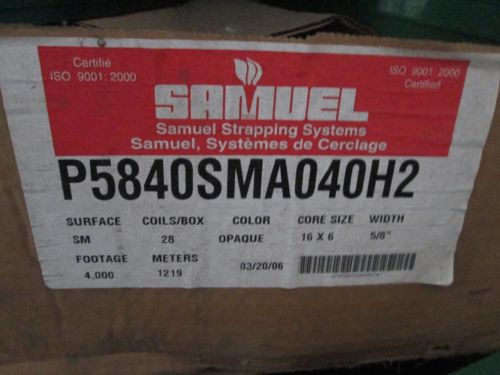 Certifié
ISO 9001: 2000
ISO 9001 2000
Certified
SAMUEL
Samuel Strapping Systems
Samuel, Systèmes de Cerclage
P5840SMA040H2
SURFACE COILS/BOX COLOR CORE SIZE WIDTH
SM 28 OPAQUE 16 X 6 5/8"
FOOTAGE METERS
4,000 1219 03/20/06